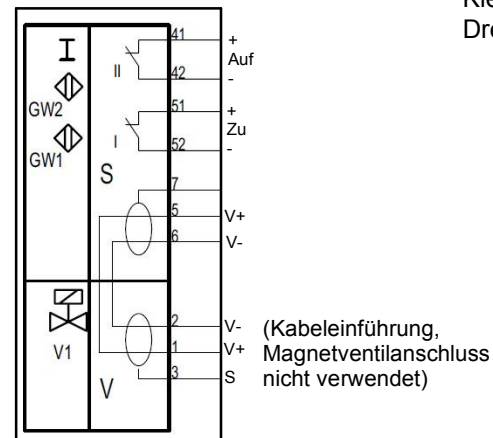 Kle
Dre
41
+
Auf
II
42
-
GW2
51
+
Zu
I
52
-
GW1
S
7
5
V+
6
V-
2
V-
(Kabeleinführung,
1
V+
Magnetventilanschluss
V1
V
3
S
nicht verwendet)